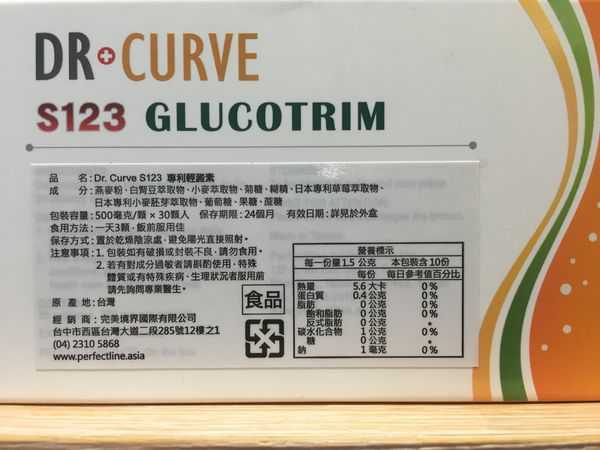 DR CURVE
S123 GLUCOTRIM
品　名：Dr. Curve S123 專利輕澱素
成　分：燕麥粉、白腎豆萃取物、小麥萃取物、菊糖、糊精、日本專利草莓萃取物、
日本專利小麥胚芽萃取物、葡萄糖、果糖、蔗糖
包裝容量：500毫克/顆 × 30顆入　保存期限：24個月　有效日期：詳見於外盒
食用方法：一天3顆，飯前服用佳
保存方式：置於乾燥陰涼處，避免陽光直接照射。
注意事項：1. 包裝如有破損或封裝不良，請勿食用。
2. 若有對成分過敏者請斟酌使用，特殊
體質或有特殊疾病、生理狀況者服用前
請先詢問專業醫生。
原 產 地：台灣
經 銷 商：完美境界國際有限公司
台中市西區台灣大道二段285號12樓之1
(04) 2310 5868
www.perfectline.asia
食品
營養標示
每一份量 1.5 公克　本包裝含 10份
每份　每日參考值百分比
熱量　5.6 大卡　0%
蛋白質　0.4 公克　0%
脂肪　0 公克　0%
飽和脂肪　0 公克　0%
反式脂肪　0 公克　*
碳水化合物　1 公克　0%
糖　0 公克　*
鈉　1 毫克　0%